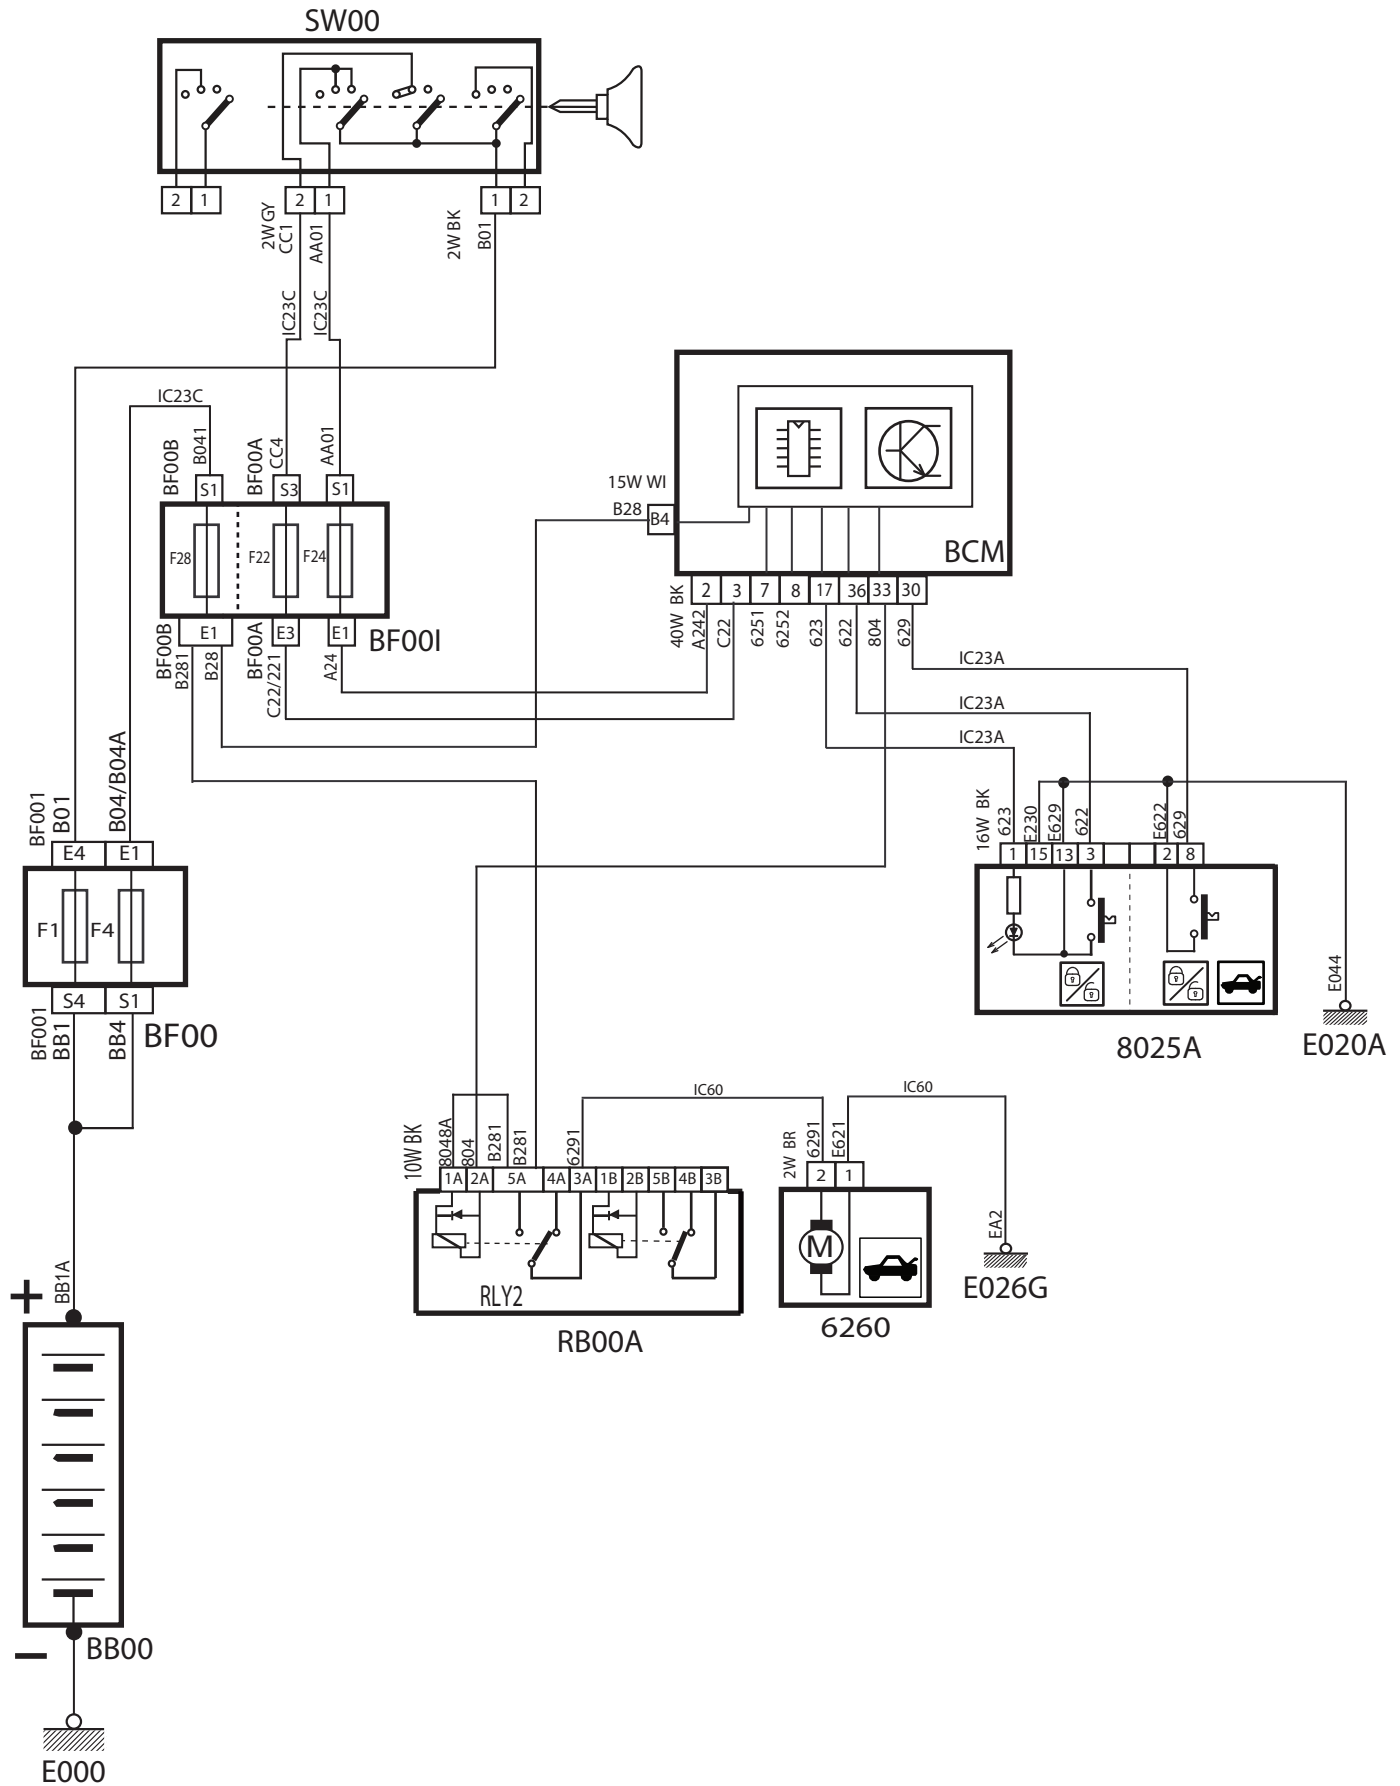 SW00
2 1
2 1
1 2
2W GY
CC1
AA01
2W BK
B01
IC23C
IC23C
IC23C
BF00B
B041
BF00A
CC4
AA01
S1
S3
S1
F28
F22
F24
E1
E3
E1
BF00I
BF00B
B281
B28
BF00A
C22/221
A24
15W WI
B28
B4
BCM
2 3 7 8 17 36 33 30
40W BK
A242
C22
6251
6252
623
622
804
629
IC23A
IC23A
IC23A
BF001
B01
B04/B04A
E4 E1
F1
F4
S4 S1
BF001
BB1
BB4
BF00
16W BK
623
E230
E629
622
E622
629
1 15 13 3 2 8
8025A
E044
E020A
10W BK
8048A
804
B281
B281
6291
IC60
1A 2A 5A 4A 3A 1B 2B 5B 4B 3B
RLY2
RB00A
2W BR
6291
E621
IC60
2 1
M
6260
EA2
E026G
BB1A
+
−
BB00
E000